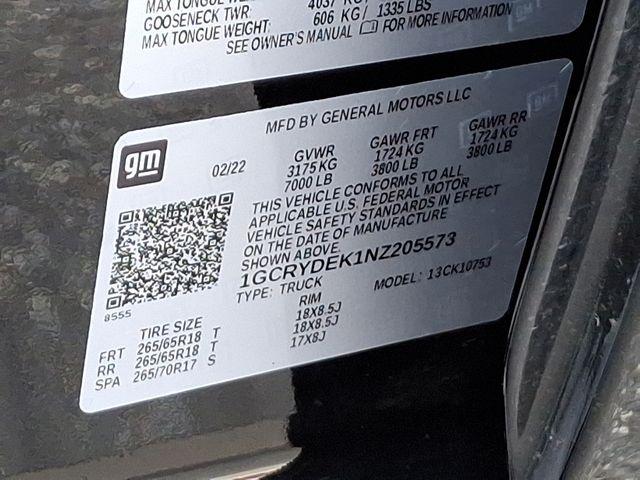 MAX TONGUE
4037
GOOSENECK TWR:
MAX TONGUE WEIGHT: 606 KG / 1335 LBS
SEE OWNER'S MANUAL FOR MORE INFORMATION
MFD BY GENERAL MOTORS LLC
gm
02/22
GVWR GAWR FRT GAWR RR
3175 KG 1724 KG 1724 KG
7000 LB 3800 LB 3800 LB
THIS VEHICLE CONFORMS TO ALL
APPLICABLE U.S. FEDERAL MOTOR
VEHICLE SAFETY STANDARDS IN EFFECT
ON THE DATE OF MANUFACTURE
SHOWN ABOVE.
1GCRYDEK1NZ205573
TYPE: TRUCK MODEL: 13CK10753
8555
TIRE SIZE RIM
FRT 265/65R18 T 18X8.5J
RR 265/65R18 T 18X8.5J
SPA 265/70R17 S 17X8J